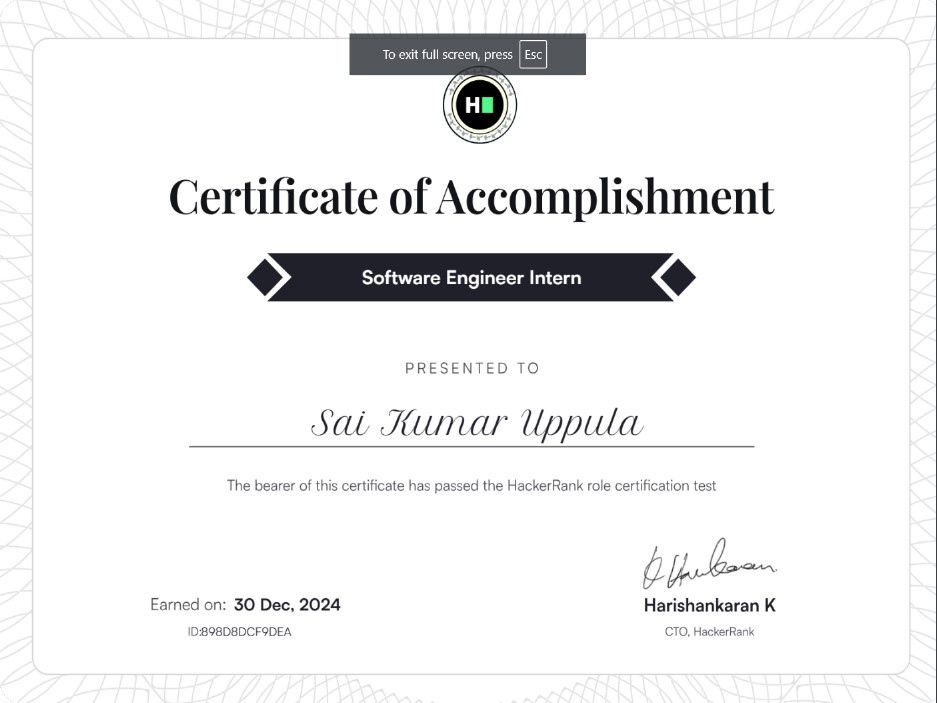 To exit full screen, press Esc
H
Certificate of Accomplishment
Software Engineer Intern
PRESENTED TO
Sai Kumar Uppula
The bearer of this certificate has passed the HackerRank role certification test
Earned on: 30 Dec, 2024
ID:898D8DCF9DEA
Harishankaran K
CTO, HackerRank